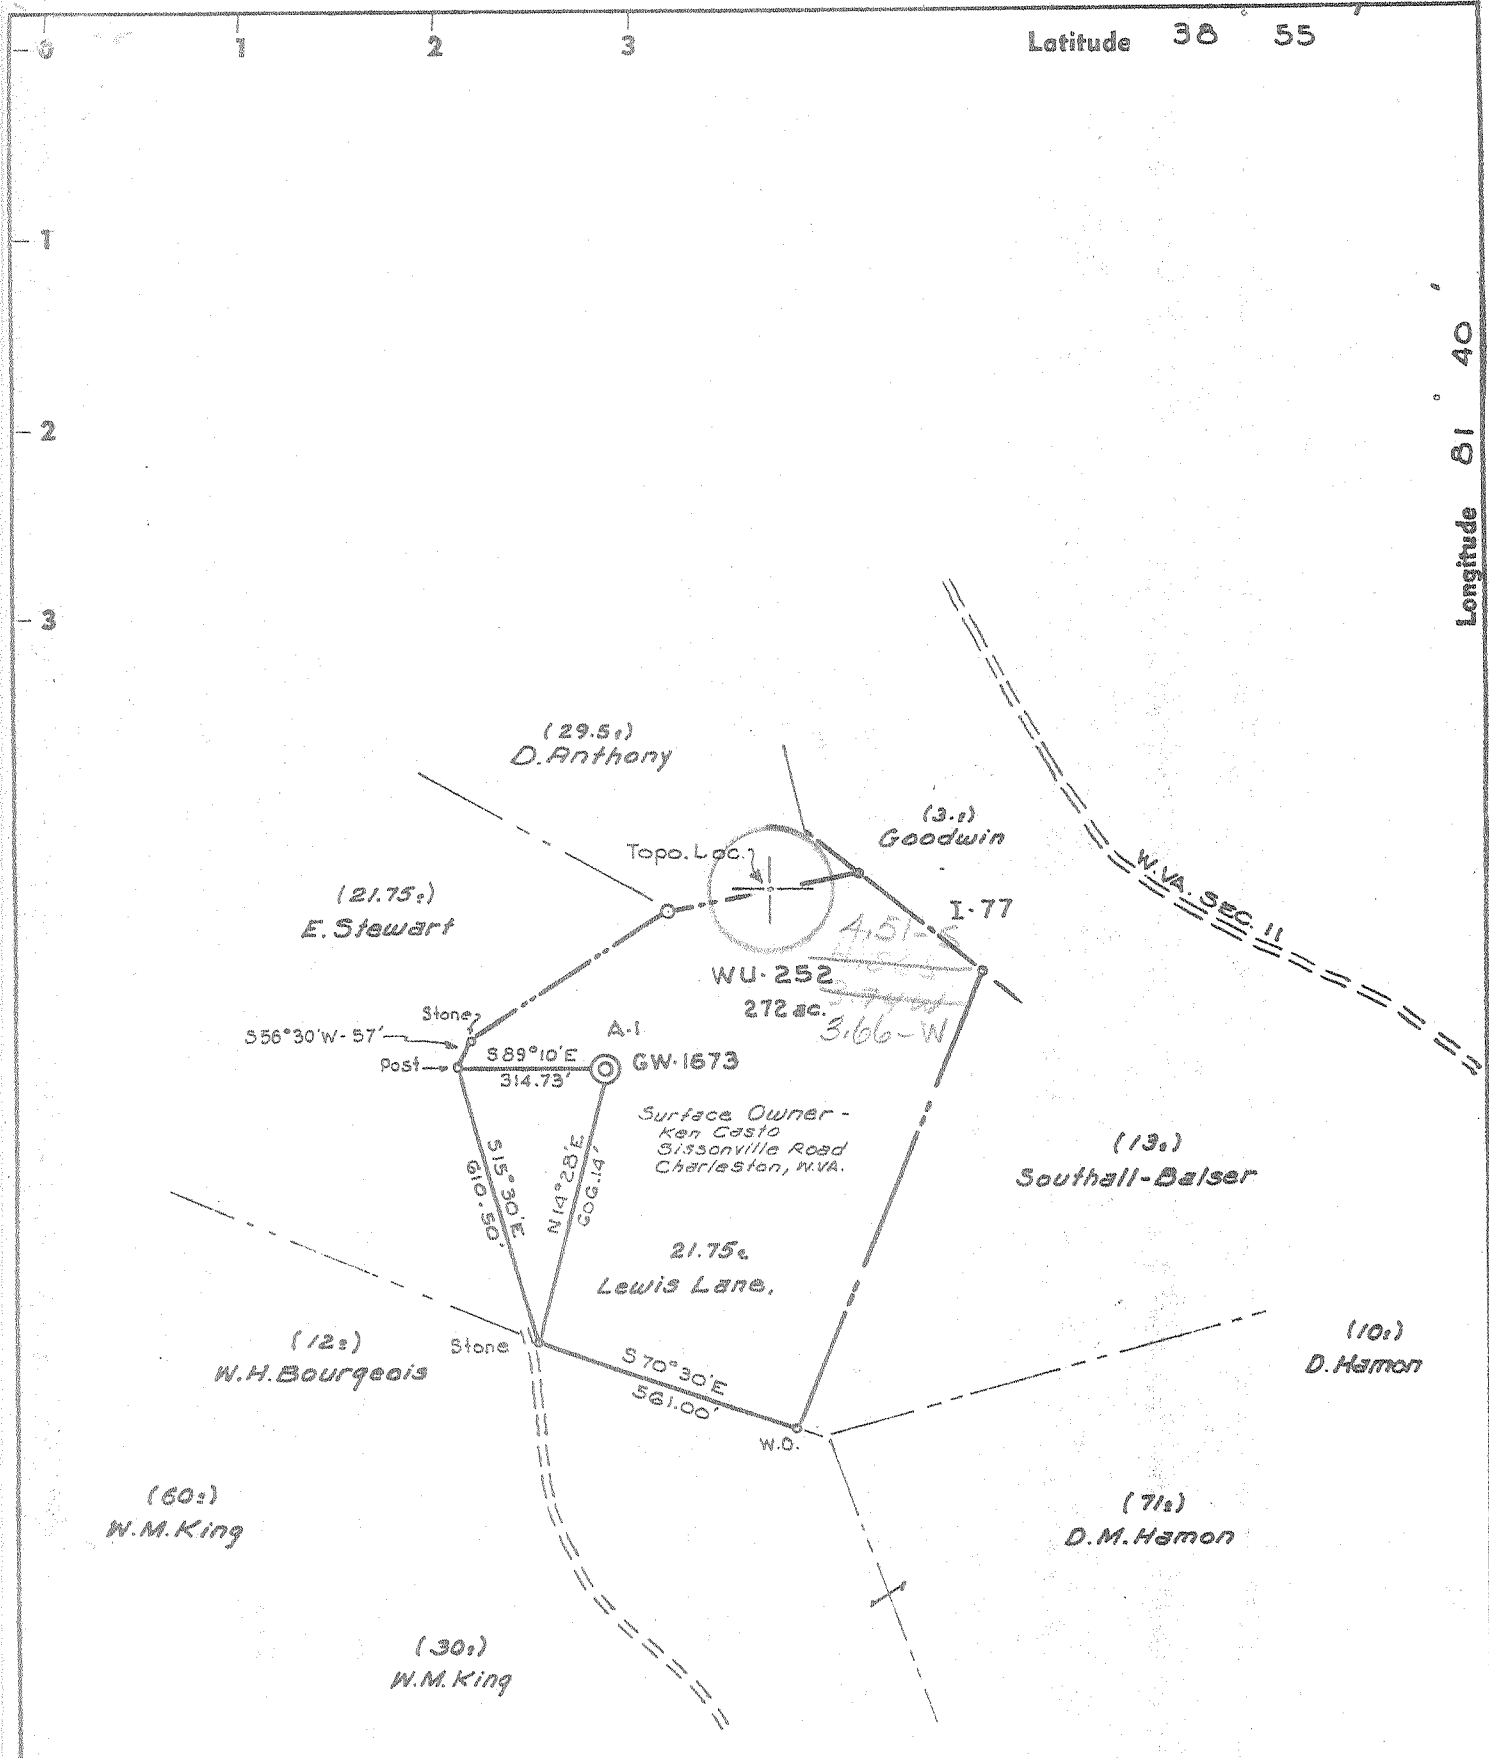 0 1 2 3 Latitude 38° 55'
1
2
3
Longitude 81° 40'
(29.5±)
D. Anthony
(3.±)
Goodwin
Topo. Loc.
W. VA. SEC. 11
(21.75±)
E. Stewart
I-77
4.51-S
WU-252
272 ac.
3.66-W
Stone
S56°30'W-57'
Post
S89°10'E
314.73'
A-1
GW-1673
Surface Owner -
Ken Casto
Sissonville Road
Charleston, W.VA.
S15°30'E
610.50'
N14°28'E
606.14'
(13±)
Southall-Balser
21.75±
Lewis Lane.
(12±)
W.H. Bourgeois
Stone
S70°30'E
561.00'
W.O.
(10±)
D. Hamon
(60±)
W.M. King
(71±)
D.M. Hamon
(30±)
W.M. King